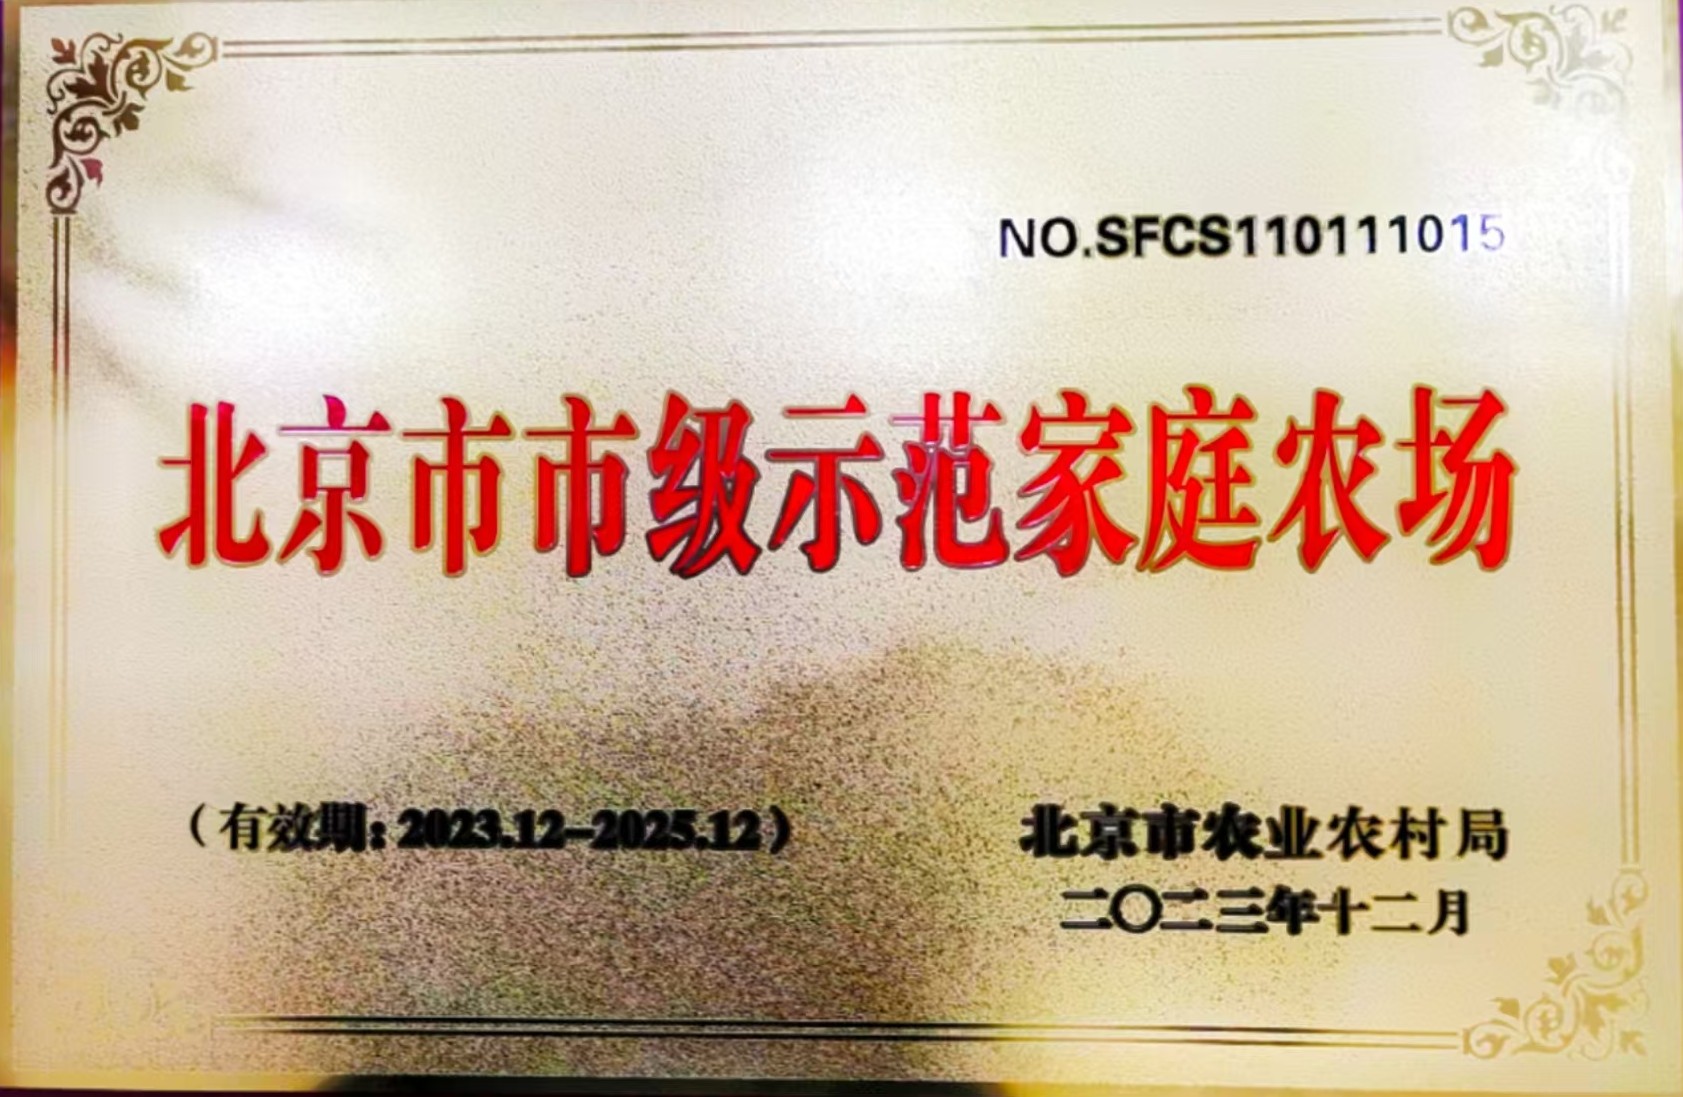 NO.SFCS110111015
北京市市级示范家庭农场
（有效期：2023.12-2025.12）
北京市农业农村局
二〇二三年十二月